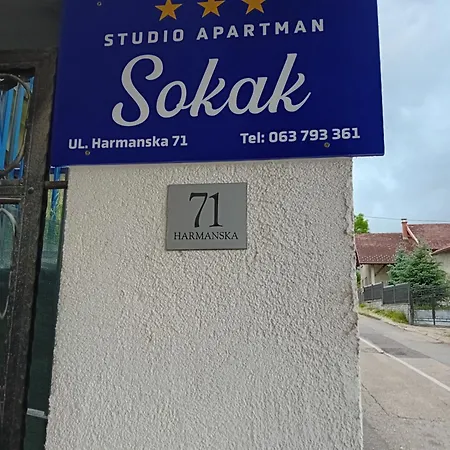 STUDIO APARTMAN
Sokak
UL. Harmanska 71
Tel: 063 793 361
71
HARMANSKA